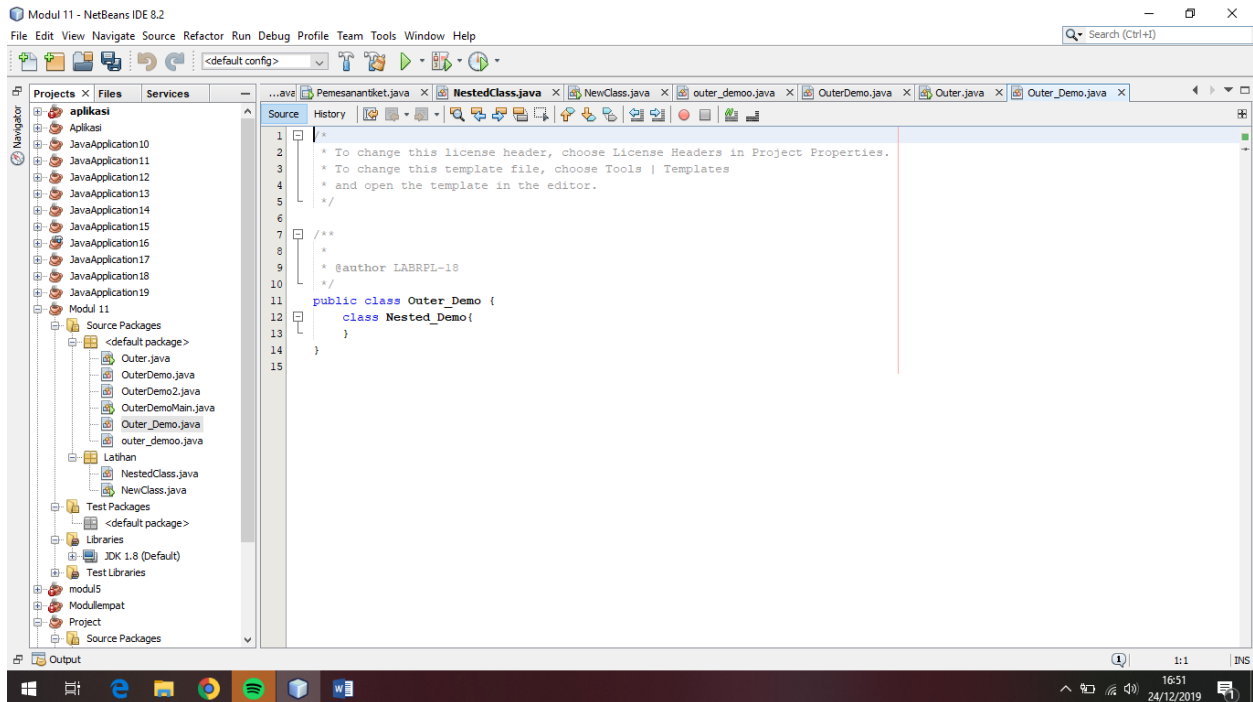 Modul 11 - NetBeans IDE 8.2
File Edit View Navigate Source Refactor Run Debug Profile Team Tools Window Help
Search (Ctrl+I)
<default config>
Projects Files Services
...ava Pemesanantiket.java NestedClass.java NewClass.java outer_demoo.java OuterDemo.java Outer.java Outer_Demo.java
Navigator
Source History
aplikasi
Aplikasi
JavaApplication10
JavaApplication11
JavaApplication12
JavaApplication13
JavaApplication14
JavaApplication15
JavaApplication16
JavaApplication17
JavaApplication18
JavaApplication19
Modul 11
Source Packages
<default package>
Outer.java
OuterDemo.java
OuterDemo2.java
OuterDemoMain.java
Outer_Demo.java
outer_demoo.java
Latihan
NestedClass.java
NewClass.java
Test Packages
<default package>
Libraries
JDK 1.8 (Default)
Test Libraries
modul5
Modullempat
Project
Source Packages
1 /*
2 * To change this license header, choose License Headers in Project Properties.
3 * To change this template file, choose Tools | Templates
4 * and open the template in the editor.
5 */
6
7 /**
8 *
9 * @author LABRPL-18
10 */
11 public class Outer_Demo {
12 class Nested_Demo{
13 }
14 }
15
Output
1
1:1
INS
16:51
24/12/2019
1